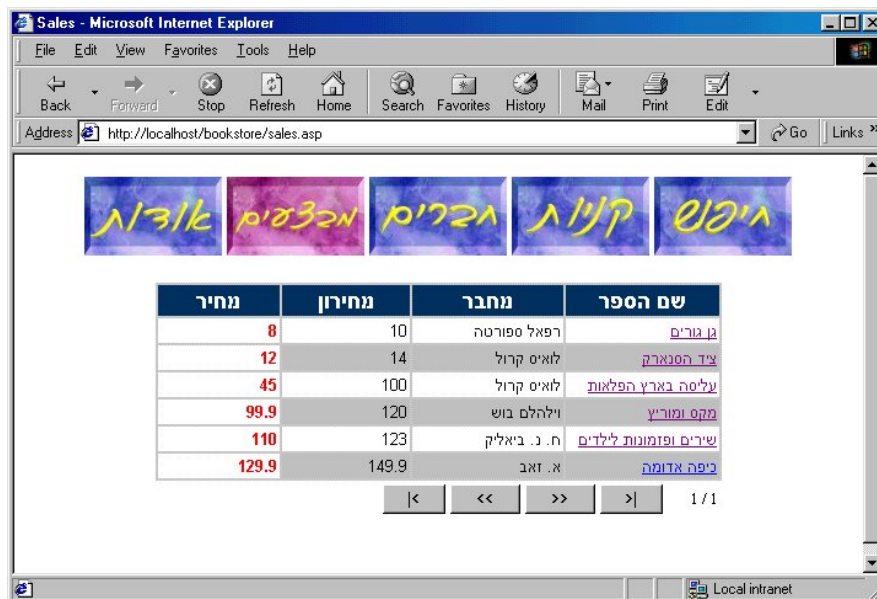 Sales - Microsoft Internet Explorer
File Edit View Favorites Tools Help
Back Forward Stop Refresh Home Search Favorites History Mail Print Edit
Address http://localhost/bookstore/sales.asp Go Links »
חיפוש קניות חברים מבצעים אודות
שם הספר מחבר מחירון מחיר
גן גורים רפאל ספורטה 10 8
ציד הסנארק לואיס קרול 14 12
עליסה בארץ הפלאות לואיס קרול 100 45
מקס ומוריץ וילהלם בוש 120 99.9
שירים ופזמונות לילדים ח. נ. ביאליק 123 110
כיפה אדומה א. זאב 149.9 129.9
|< << >> >| 1 / 1
Local intranet